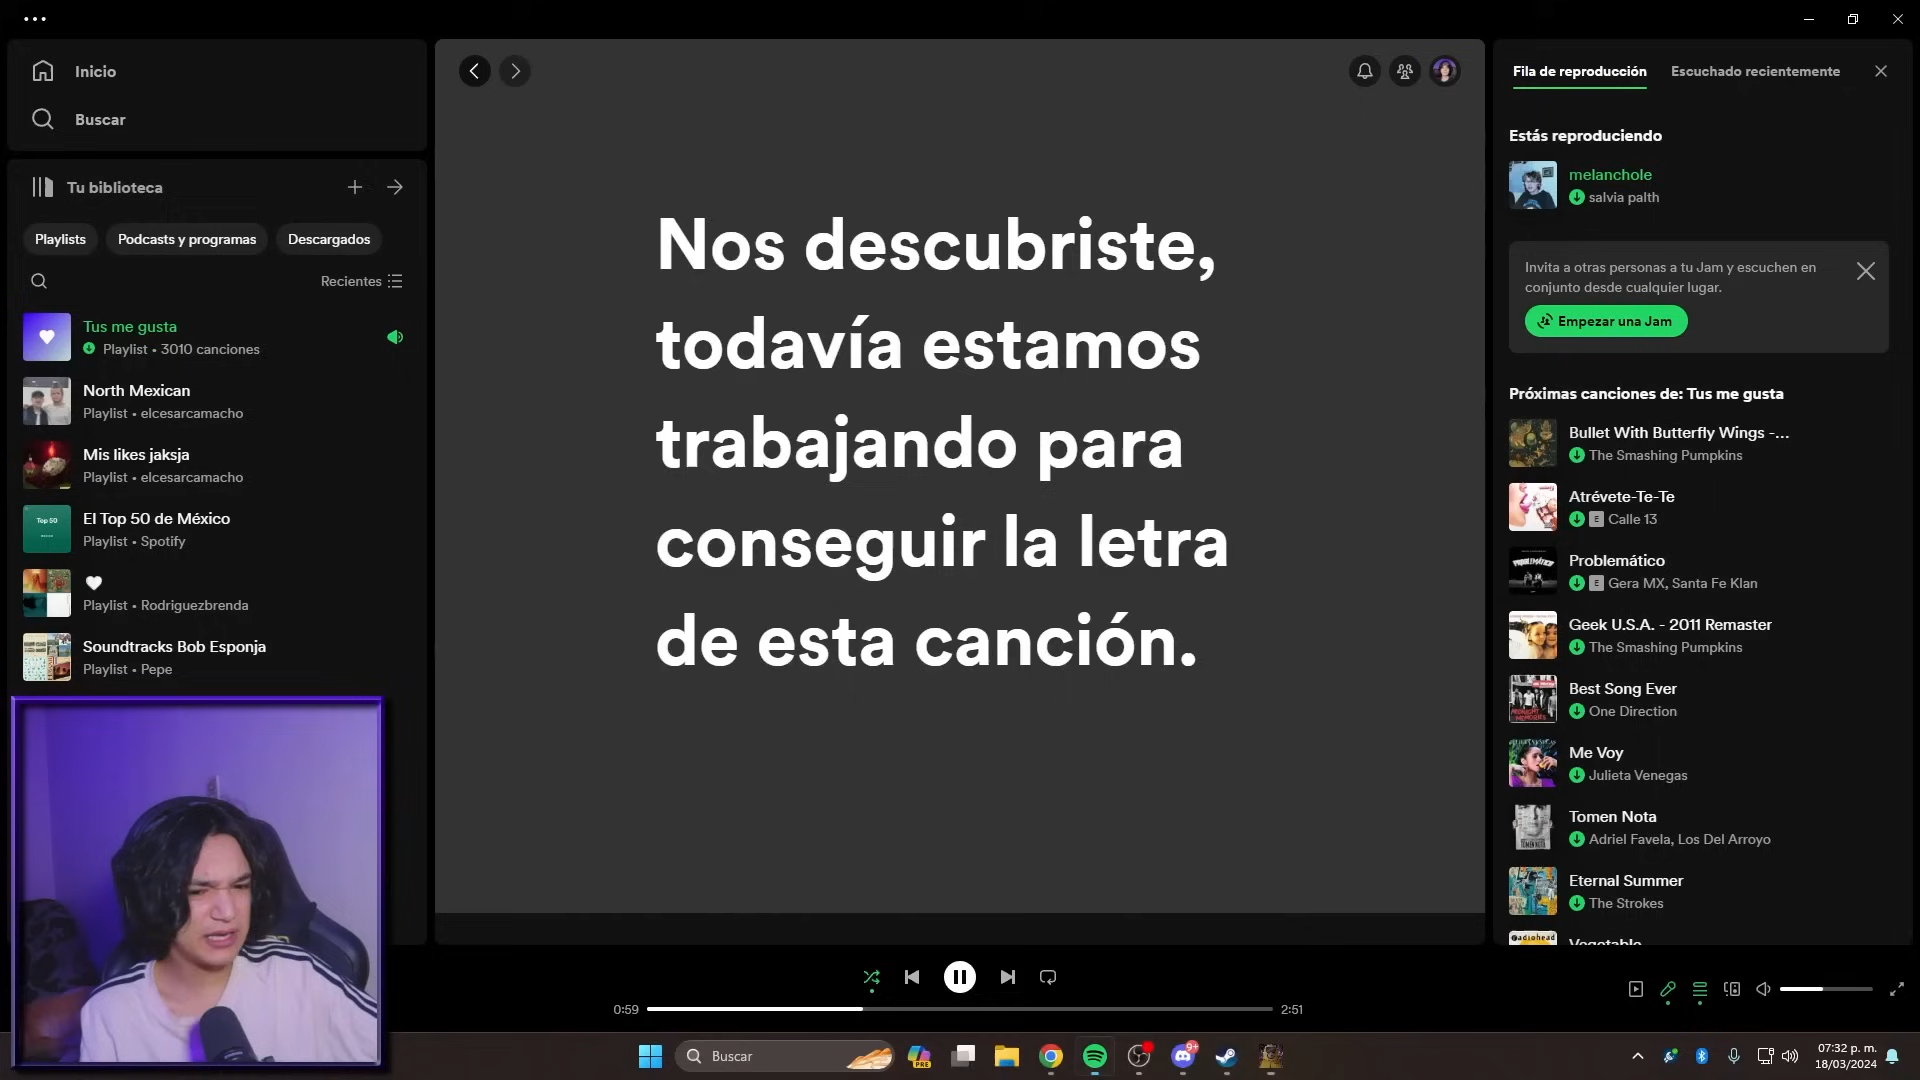 Inicio
Buscar
Tu biblioteca
Playlists
Podcasts y programas
Descargados
Recientes
Tus me gusta
Playlist • 3010 canciones
North Mexican
Playlist • elcesarcamacho
Mis likes jaksja
Playlist • elcesarcamacho
Top 50
El Top 50 de México
Playlist • Spotify
Playlist • Rodriguezbrenda
Soundtracks Bob Esponja
Playlist • Pepe
Nos descubriste,
todavía estamos
trabajando para
conseguir la letra
de esta canción.
Fila de reproducción
Escuchado recientemente
Estás reproduciendo
melanchole
salvia palth
Invita a otras personas a tu Jam y escuchen en
conjunto desde cualquier lugar.
Empezar una Jam
Próximas canciones de: Tus me gusta
Bullet With Butterfly Wings -...
The Smashing Pumpkins
Atrévete-Te-Te
E Calle 13
Problemático
E Gera MX, Santa Fe Klan
Geek U.S.A. - 2011 Remaster
The Smashing Pumpkins
Best Song Ever
One Direction
Me Voy
Julieta Venegas
Tomen Nota
Adriel Favela, Los Del Arroyo
Eternal Summer
The Strokes
Vegetable
0:59
2:51
Buscar
PRE
9+
07:32 p. m.
18/03/2024